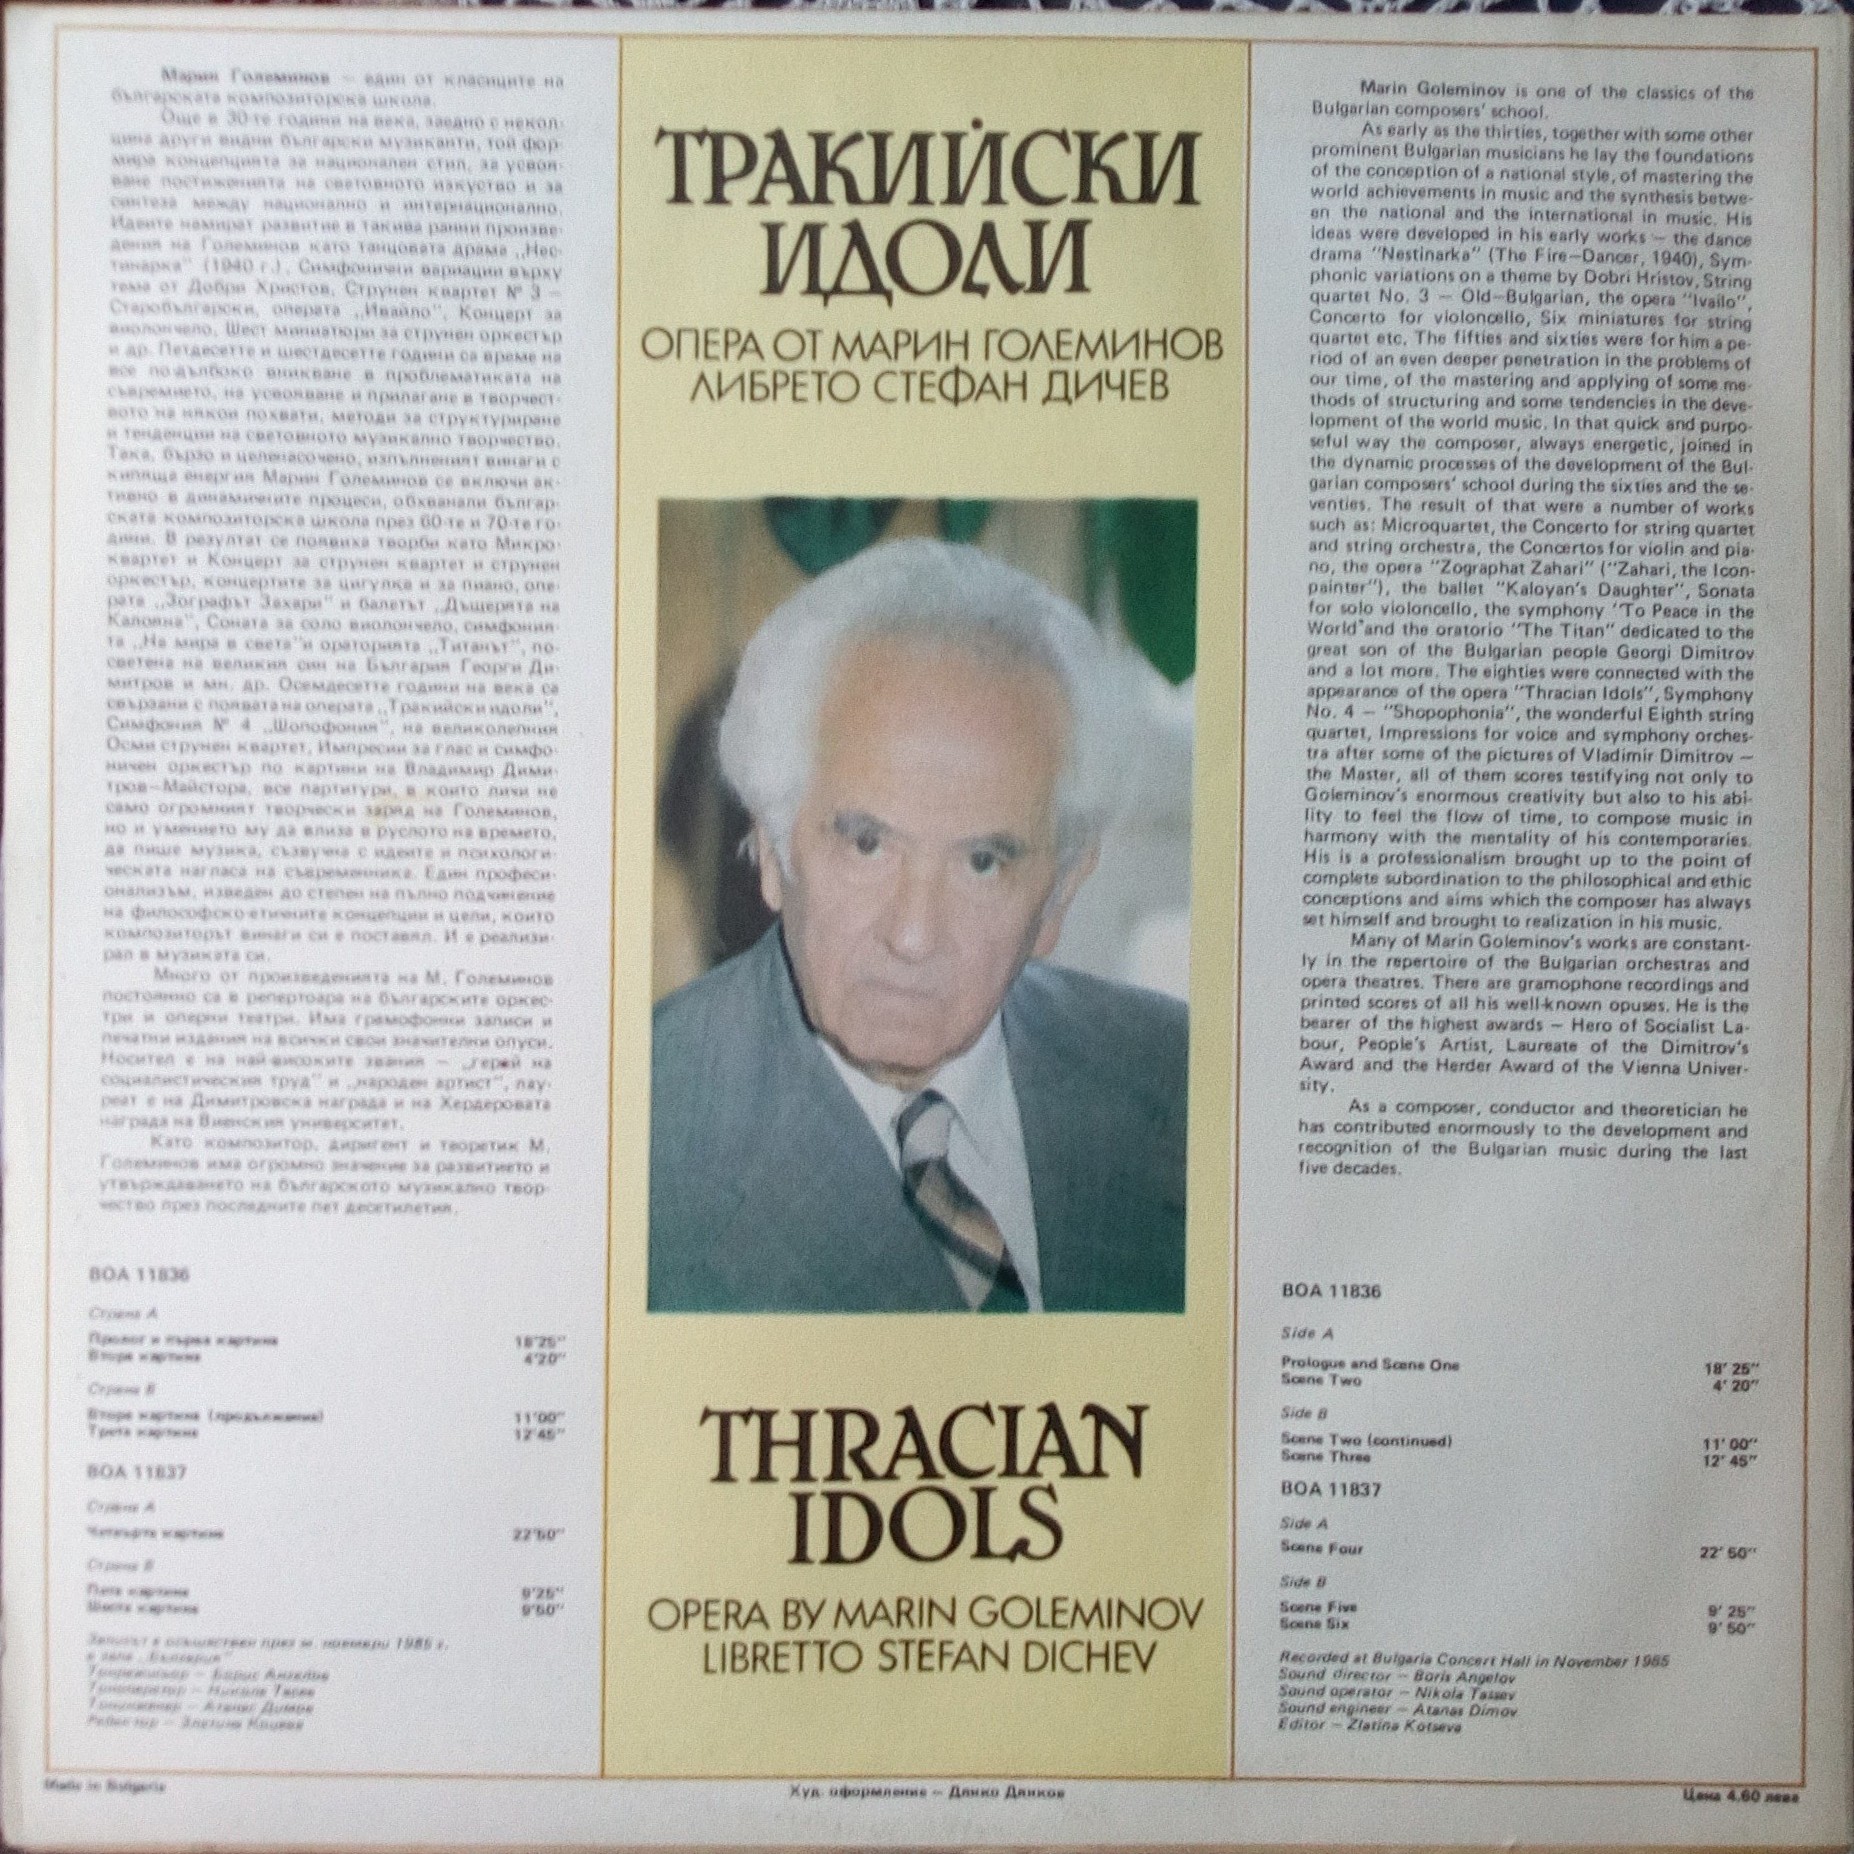 Марин Големинов — един от класиците на
българската композиторска школа.
Още в 30-те години на века, заедно с некол-
цина други видни български музиканти, той фор-
мира концепцията за национален стил, за усвоя-
ване постиженията на световното изкуство и за
синтеза между национално и интернационално.
Идеите намират развитие в такива ранни произве-
дения на Големинов като танцовата драма „Нес-
тинарка" (1940 г.), Симфонични вариации върху
тема от Добри Христов, Струнен квартет № 3 —
Старобългарски, операта „Ивайло", Концерт за
виолончело, Шест миниатюри за струнен оркестър
и др. Петдесетте и шестдесетте години са време на
все по-дълбоко вникване в проблематиката на
съвремието, на усвояване и прилагане в творчест-
вото на някои похвати, методи за структуриране
и тенденции на световното музикално творчество.
Така, бързо и целенасочено, изпълненият винаги с
кипяща енергия Марин Големинов се включи ак-
тивно в динамичните процеси, обхванали българ-
ската композиторска школа през 60-те и 70-те го-
дини. В резултат се появиха творби като Микро-
квартет и Концерт за струнен квартет и струнен
оркестър, концертите за цигулка и за пиано, опе-
рата „Зографът Захари" и балетът „Дъщерята на
Калояна", Соната за соло виолончело, симфония-
та „На мира в света"и ораторията „Титанът", по-
светена на великия син на България Георги Ди-
митров и мн. др. Осемдесетте години на века са
свързани с появата на операта „Тракийски идоли",
Симфония № 4 „Шопофония", на великолепния
Осми струнен квартет, Импресии за глас и симфо-
ничен оркестър по картини на Владимир Дими-
тров—Майстора, все партитури, в които личи не
само огромният творчески заряд на Големинов,
но и умението му да влиза в руслото на времето,
да пише музика, съзвучна с идеите и психологи-
ческата нагласа на съвременника. Един професи-
онализъм, изведен до степен на пълно подчинение
на философско-етичните концепции и цели, които
композиторът винаги си е поставял. И е реализи-
рал в музиката си.
Много от произведенията на М. Големинов
постоянно са в репертоара на българските оркес-
три и оперни театри. Има грамофонни записи и
печатни издания на всички свои значителни опуси.
Носител е на най-високите звания — „герой на
социалистическия труд" и „народен артист", лау-
реат е на Димитровска награда и на Хердеровата
награда на Виенския университет.
Като композитор, диригент и теоретик М.
Големинов има огромно значение за развитието и
утвърждаването на българското музикално твор-
чество през последните пет десетилетия.
ВОА 11836
Страна А
Пролог и първа картина 18'25"
Втора картина 4'20"
Страна В
Втора картина (продължение) 11'00"
Трета картина 12'45"
ВОА 11837
Страна А
Четвърта картина 22'50"
Страна В
Пета картина 9'25"
Шеста картина 9'50"
Записът е осъществен през м. ноември 1985 г.
в зала „България"
Тонрежисьор — Борис Ангелов
Тоноператор — Никола Тасев
Тонинженер — Атанас Димов
Редактор — Златина Коцева
Made in Bulgaria
ТРАКИЙСКИ
ИДОЛИ
ОПЕРА ОТ МАРИН ГОЛЕМИНОВ
ЛИБРЕТО СТЕФАН ДИЧЕВ
THRACIAN
IDOLS
OPERA BY MARIN GOLEMINOV
LIBRETTO STEFAN DICHEV
Худ. оформление — Данко Данков
Marin Goleminov is one of the classics of the
Bulgarian composers' school.
As early as the thirties, together with some other
prominent Bulgarian musicians he lay the foundations
of the conception of a national style, of mastering the
world achievements in music and the synthesis betwe-
en the national and the international in music. His
ideas were developed in his early works — the dance
drama "Nestinarka" (The Fire—Dancer, 1940), Sym-
phonic variations on a theme by Dobri Hristov, String
quartet No. 3 — Old—Bulgarian, the opera "Ivailo",
Concerto for violoncello, Six miniatures for string
quartet etc. The fifties and sixties were for him a pe-
riod of an even deeper penetration in the problems of
our time, of the mastering and applying of some me-
thods of structuring and some tendencies in the deve-
lopment of the world music. In that quick and purpo-
seful way the composer, always energetic, joined in
the dynamic processes of the development of the Bul-
garian composers' school during the sixties and the se-
venties. The result of that were a number of works
such as: Microquartet, the Concerto for string quartet
and string orchestra, the Concertos for violin and pia-
no, the opera "Zographat Zahari" ("Zahari, the Icon-
painter"), the ballet "Kaloyan's Daughter", Sonata
for solo violoncello, the symphony "To Peace in the
World"and the oratorio "The Titan" dedicated to the
great son of the Bulgarian people Georgi Dimitrov
and a lot more. The eighties were connected with the
appearance of the opera "Thracian Idols", Symphony
No. 4 — "Shopophonia", the wonderful Eighth string
quartet, Impressions for voice and symphony orches-
tra after some of the pictures of Vladimir Dimitrov —
the Master, all of them scores testifying not only to
Goleminov's enormous creativity but also to his abi-
lity to feel the flow of time, to compose music in
harmony with the mentality of his contemporaries.
His is a professionalism brought up to the point of
complete subordination to the philosophical and ethic
conceptions and aims which the composer has always
set himself and brought to realization in his music.
Many of Marin Goleminov's works are constant-
ly in the repertoire of the Bulgarian orchestras and
opera theatres. There are gramophone recordings and
printed scores of all his well-known opuses. He is the
bearer of the highest awards — Hero of Socialist La-
bour, People's Artist, Laureate of the Dimitrov's
Award and the Herder Award of the Vienna Univer-
sity.
As a composer, conductor and theoretician he
has contributed enormously to the development and
recognition of the Bulgarian music during the last
five decades.
BOA 11836
Side A
Prologue and Scene One 18' 25"
Scene Two 4' 20"
Side B
Scene Two (continued) 11' 00"
Scene Three 12' 45"
BOA 11837
Side A
Scene Four 22' 50"
Side B
Scene Five 9' 25"
Scene Six 9' 50"
Recorded at Bulgaria Concert Hall in November 1985
Sound director — Boris Angelov
Sound operator — Nikola Tassev
Sound engineer — Atanas Dimov
Editor — Zlatina Kotseva
Цена 4,60 лева